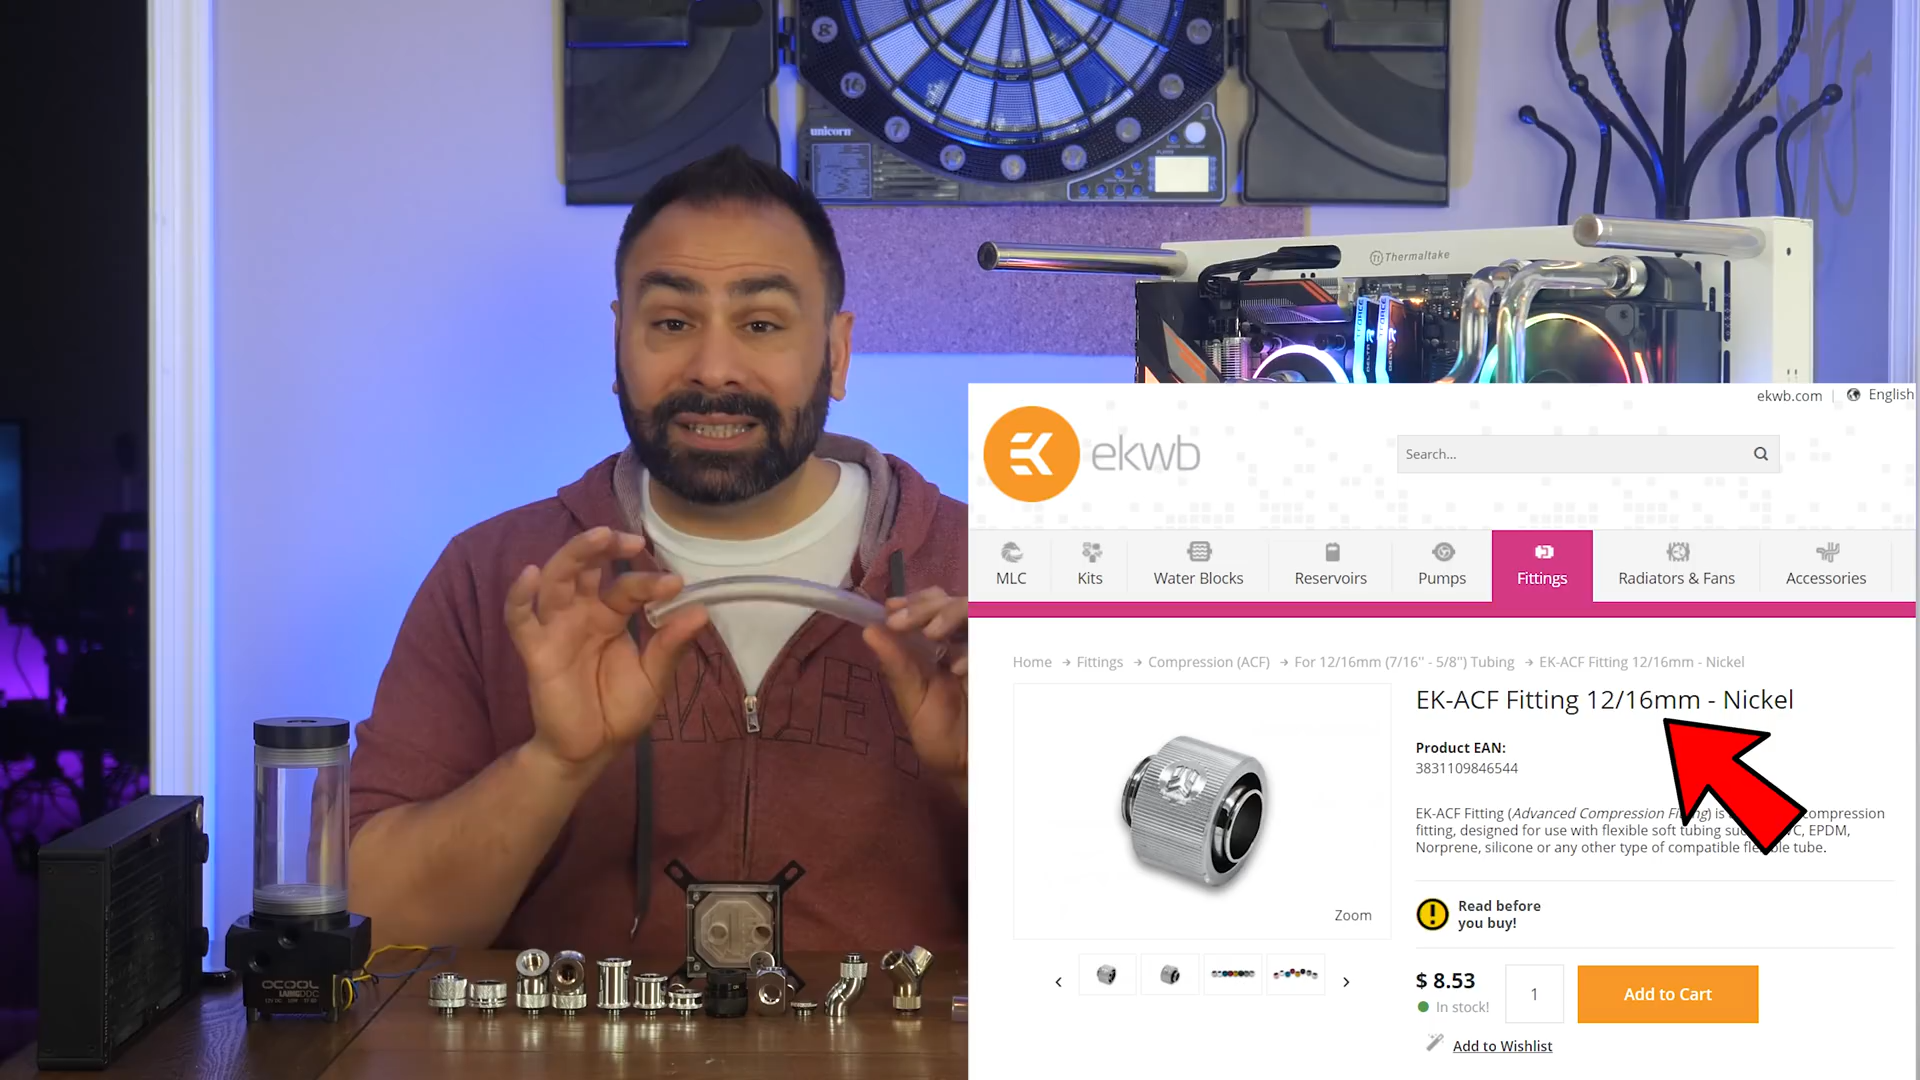 unicorn
Thermaltake
ekwb.com
English
ekwb
Search...
MLC
Kits
Water Blocks
Reservoirs
Pumps
Fittings
Radiators & Fans
Accessories
Home → Fittings → Compression (ACF) → For 12/16mm (7/16'' - 5/8'') Tubing → EK-ACF Fitting 12/16mm - Nickel
EK-ACF Fitting 12/16mm - Nickel
Product EAN:
3831109846544
EK-ACF Fitting (Advanced Compression ) is compression
fitting, designed for use with flexible soft tubing EPDM,
Norprene, silicone or any other type of compatible tube.
Zoom
Read before
you buy!
$ 8.53
In stock!
1
Add to Cart
Add to Wishlist
OCOOL
LAINGDDC